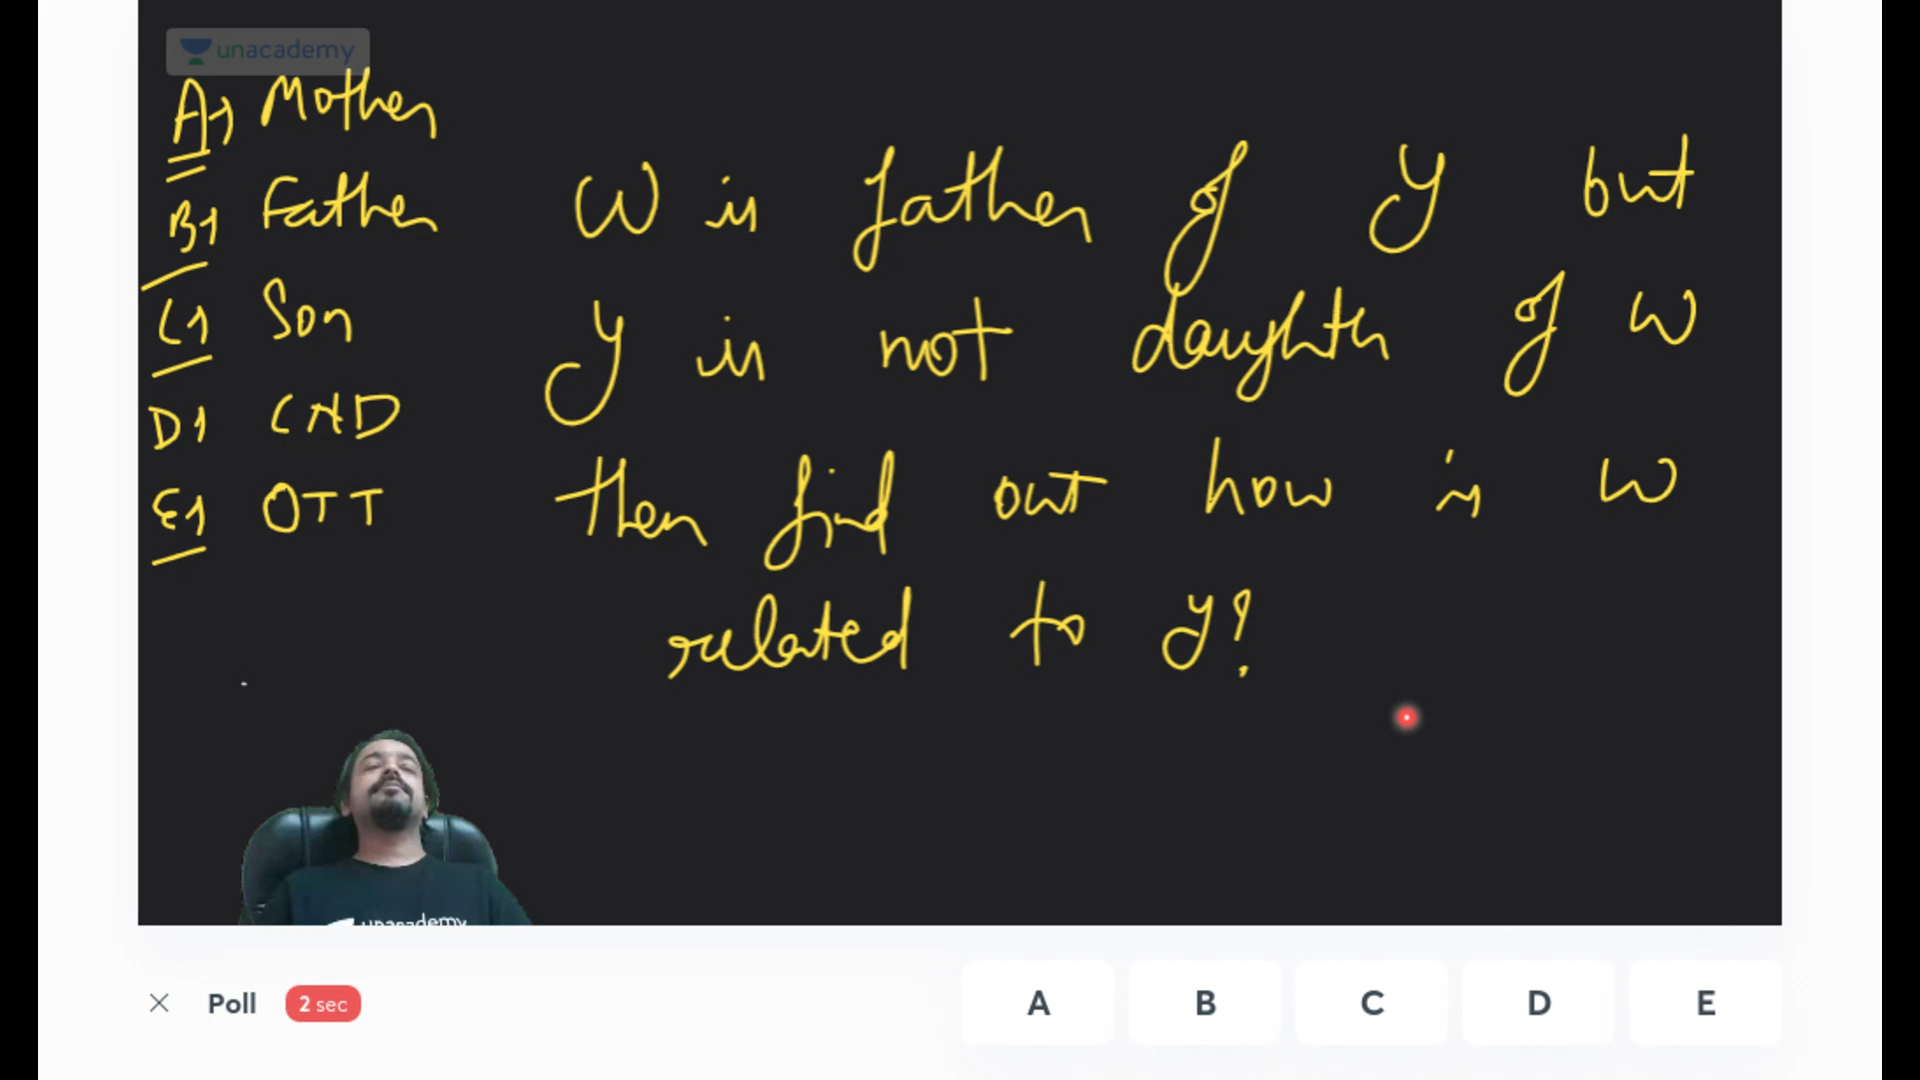 unacademy
A) Mother
B) Father
C) Son
D) CND
E) OTT
W is father of Y but
Y is not daughter of W
then find out how is W
related to Y?
unacademy
Poll
2 sec
A
B
C
D
E